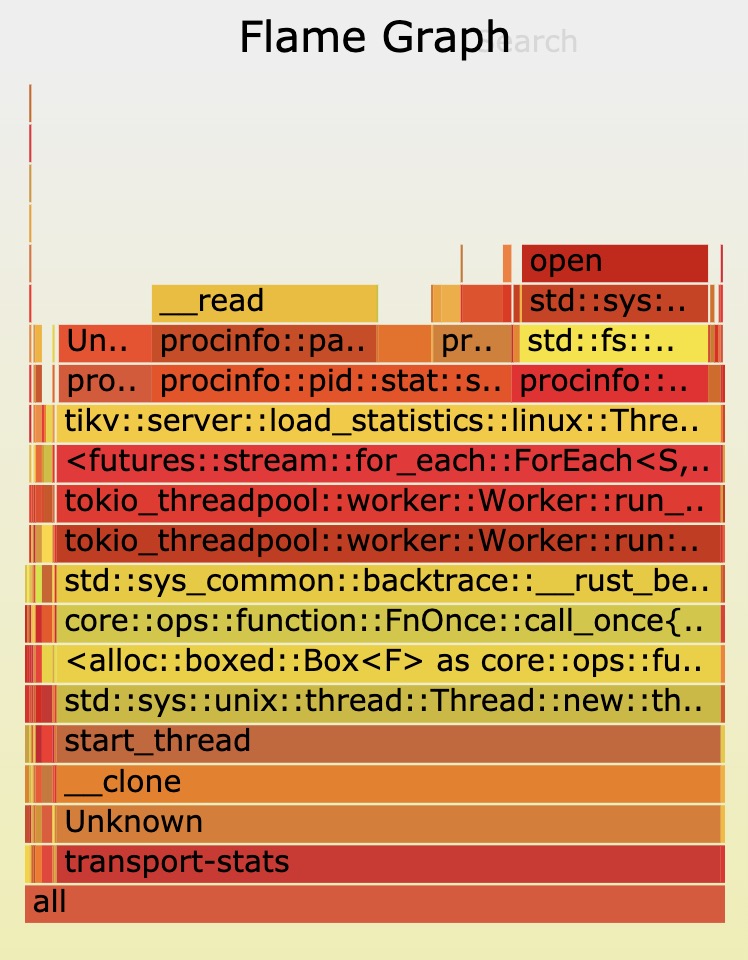 Flame Graph
Search
open
__read
std::sys:..
Un..
procinfo::pa..
pr..
std::fs::..
pro..
procinfo::pid::stat::s..
procinfo::..
tikv::server::load_statistics::linux::Thre..
<futures::stream::for_each::ForEach<S,..
tokio_threadpool::worker::Worker::run_..
tokio_threadpool::worker::Worker::run:..
std::sys_common::backtrace::__rust_be..
core::ops::function::FnOnce::call_once{..
<alloc::boxed::Box<F> as core::ops::fu..
std::sys::unix::thread::Thread::new::th..
start_thread
__clone
Unknown
transport-stats
all